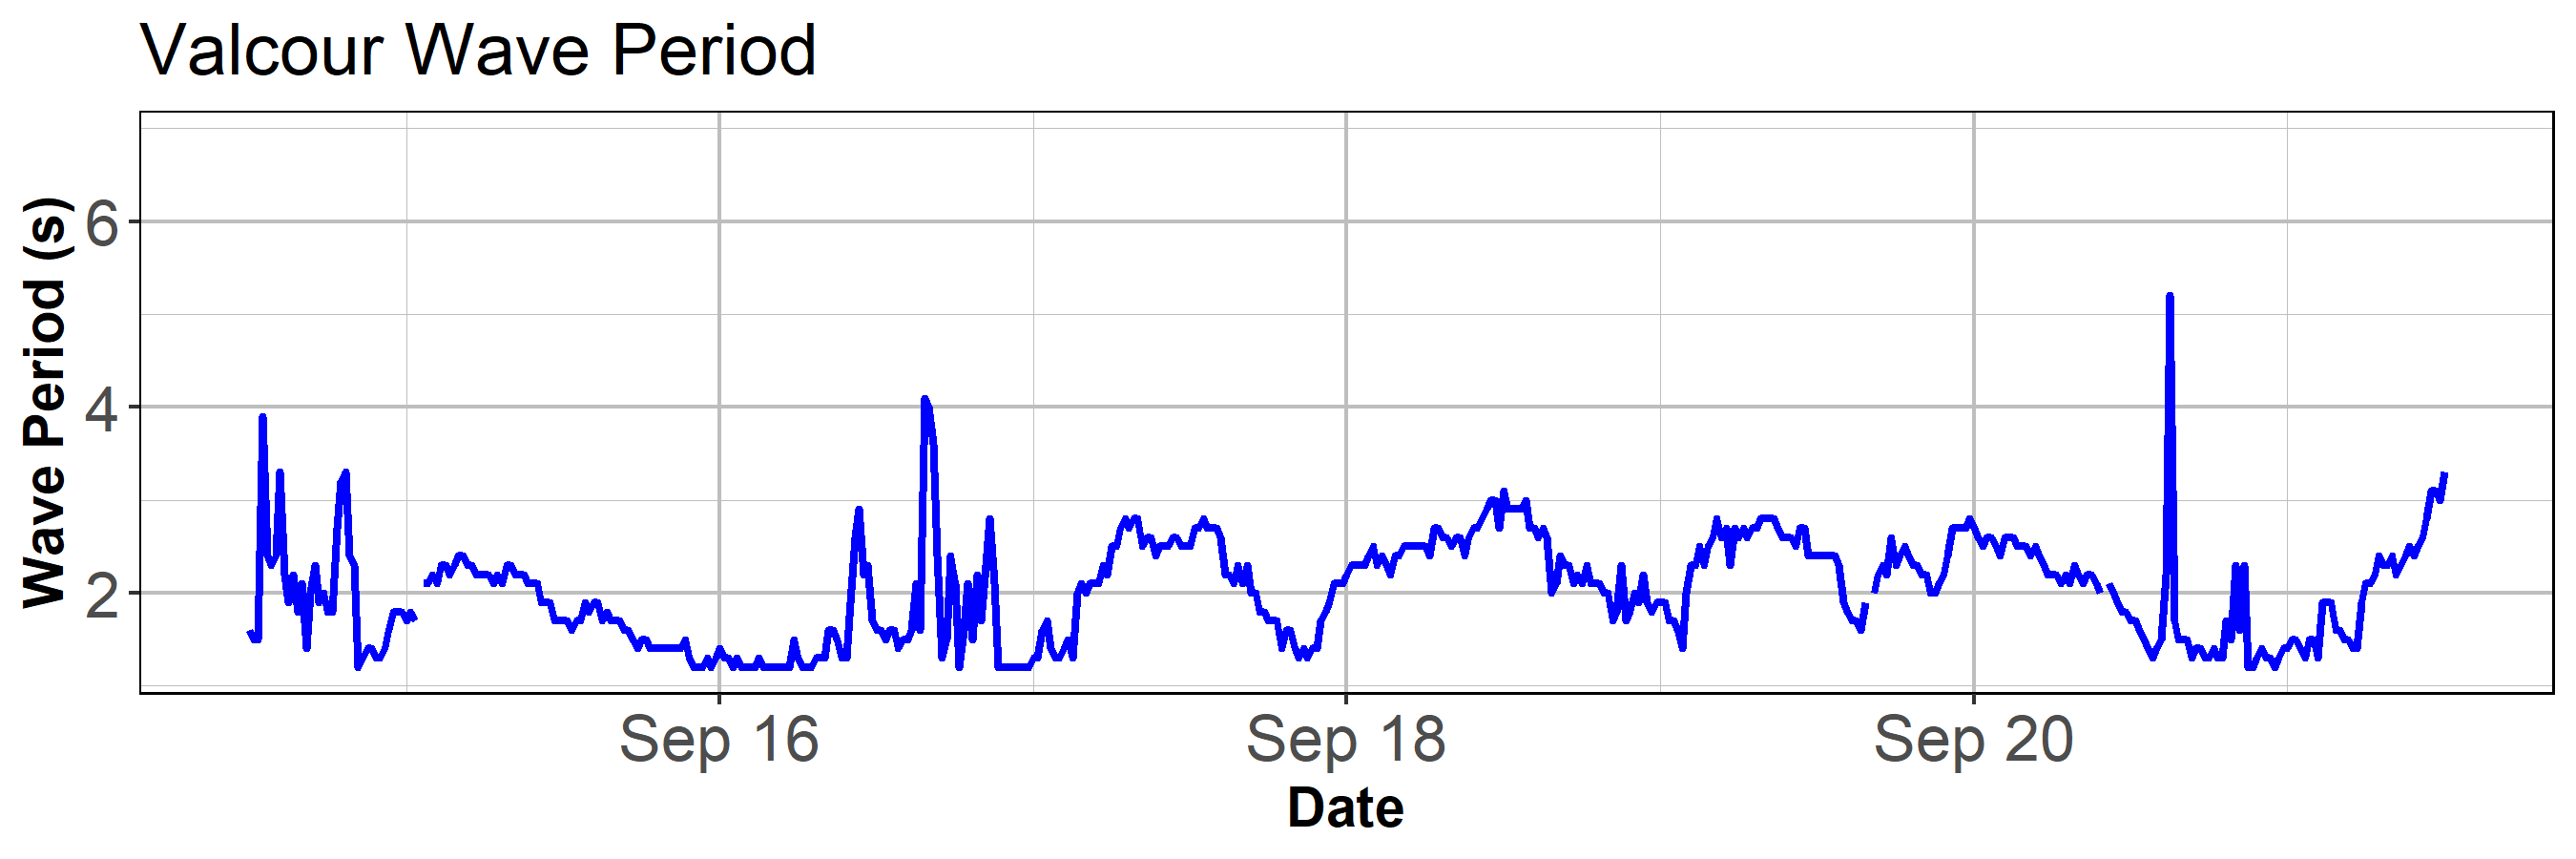 Valcour Wave Period
Wave Period (s)
6
4
2
Sep 16
Sep 18
Sep 20
Date